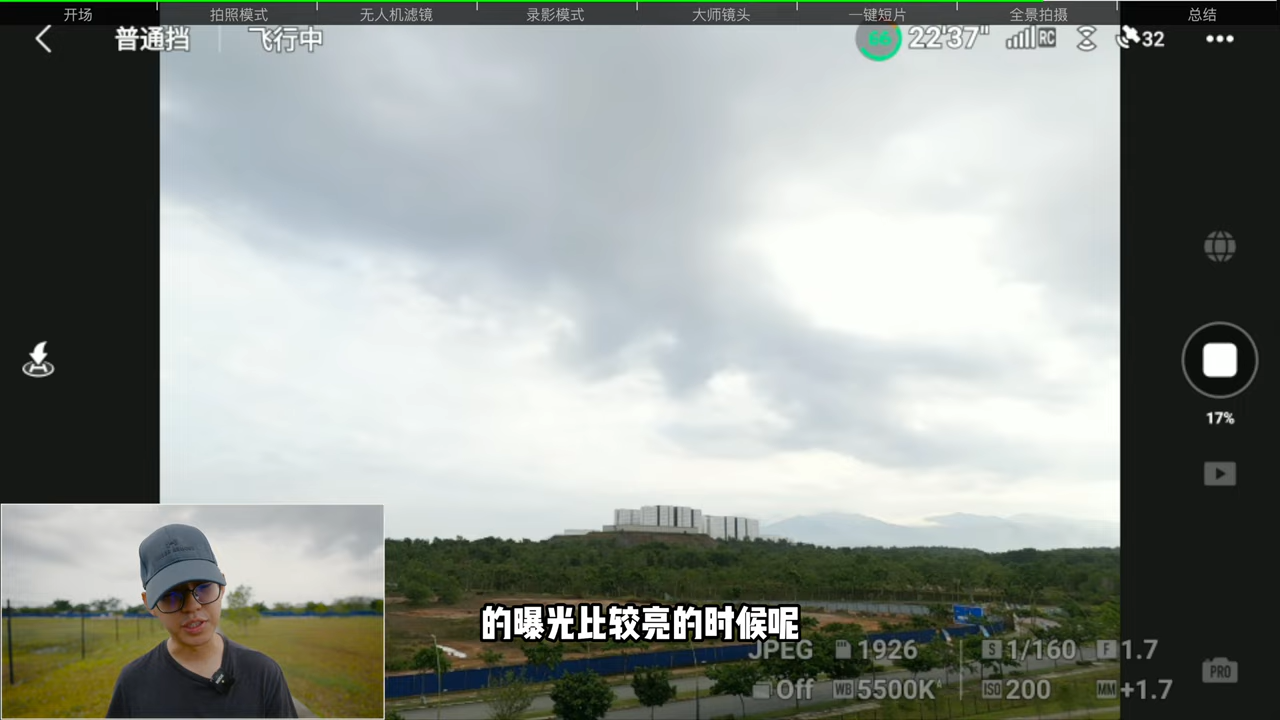 开场 拍照模式 无人机滤镜 录影模式 大师镜头 一键短片 全景拍摄 总结
普通挡 飞行中 66 22'37" RC 32
17%
的曝光比较亮的时候呢
JPEG 1926 S 1/160 F 1.7
Off WB 5500K ISO 200 MM +1.7
PRO